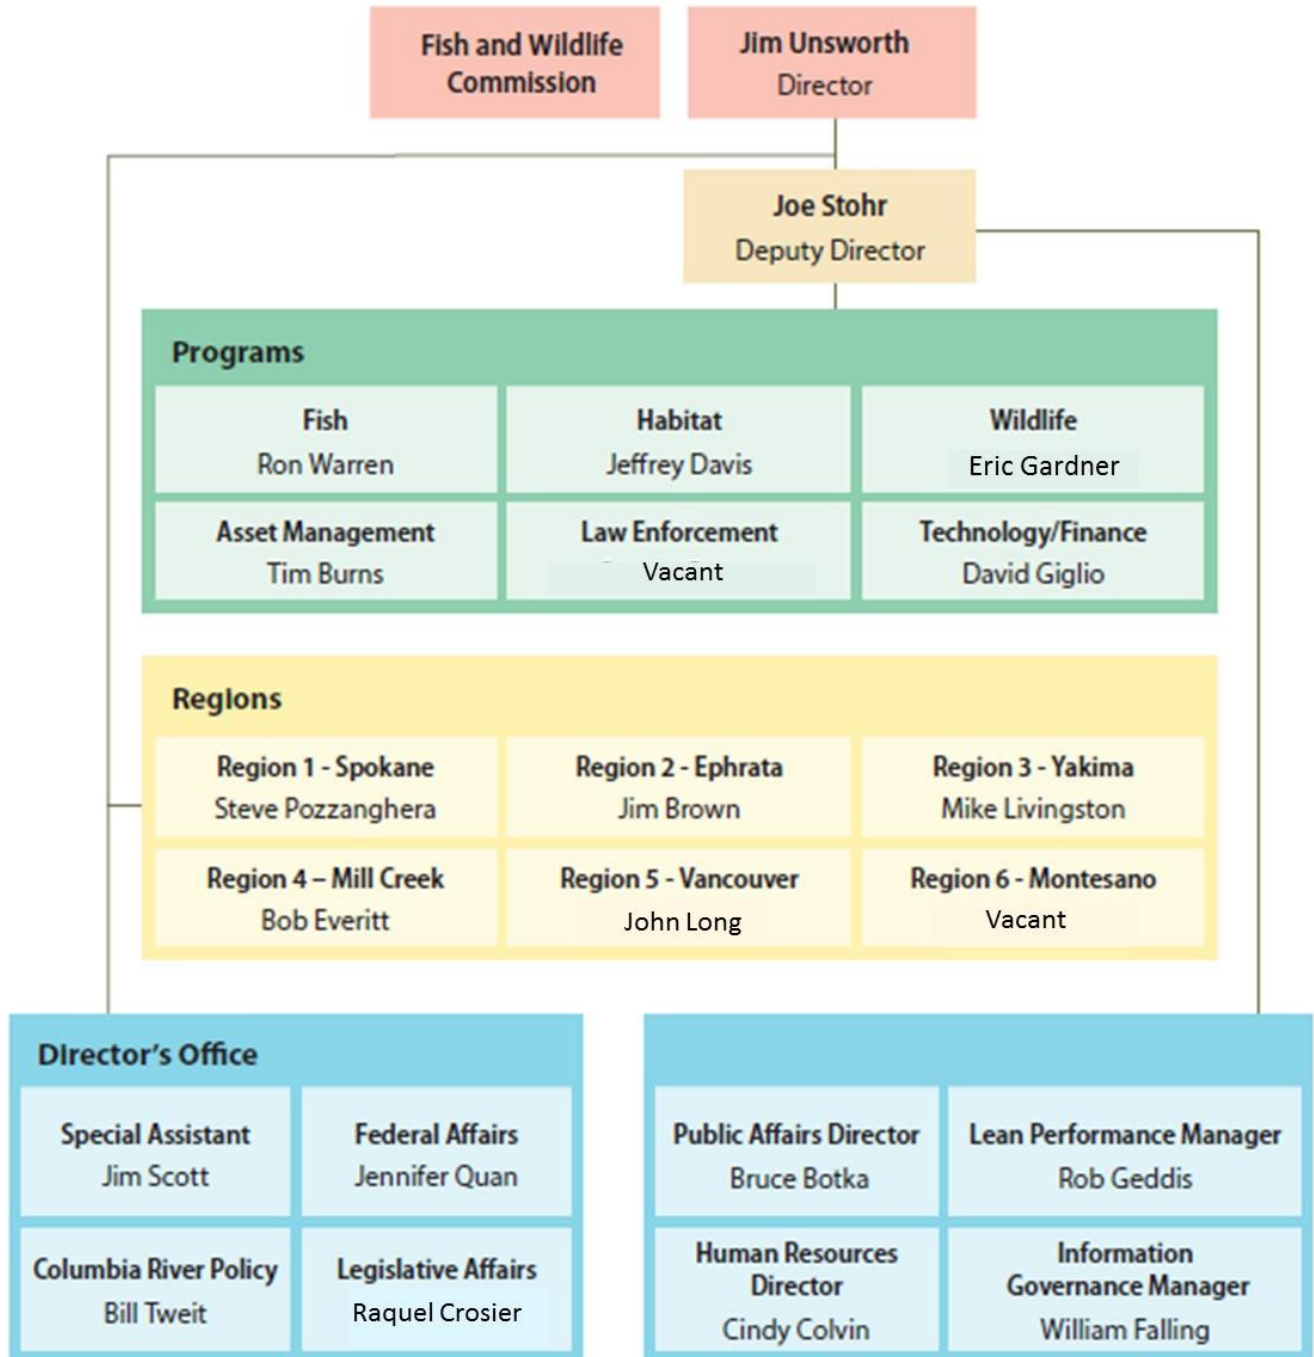 Fish and Wildlife
Commission
Jim Unsworth
Director
Joe Stohr
Deputy Director
Programs
Fish
Ron Warren
Habitat
Jeffrey Davis
Wildlife
Eric Gardner
Asset Management
Tim Burns
Law Enforcement
Vacant
Technology/Finance
David Giglio
Regions
Region 1 - Spokane
Steve Pozzanghera
Region 2 - Ephrata
Jim Brown
Region 3 - Yakima
Mike Livingston
Region 4 – Mill Creek
Bob Everitt
Region 5 - Vancouver
John Long
Region 6 - Montesano
Vacant
Director's Office
Special Assistant
Jim Scott
Federal Affairs
Jennifer Quan
Columbia River Policy
Bill Tweit
Legislative Affairs
Raquel Crosier
Public Affairs Director
Bruce Botka
Lean Performance Manager
Rob Geddis
Human Resources
Director
Cindy Colvin
Information
Governance Manager
William Falling